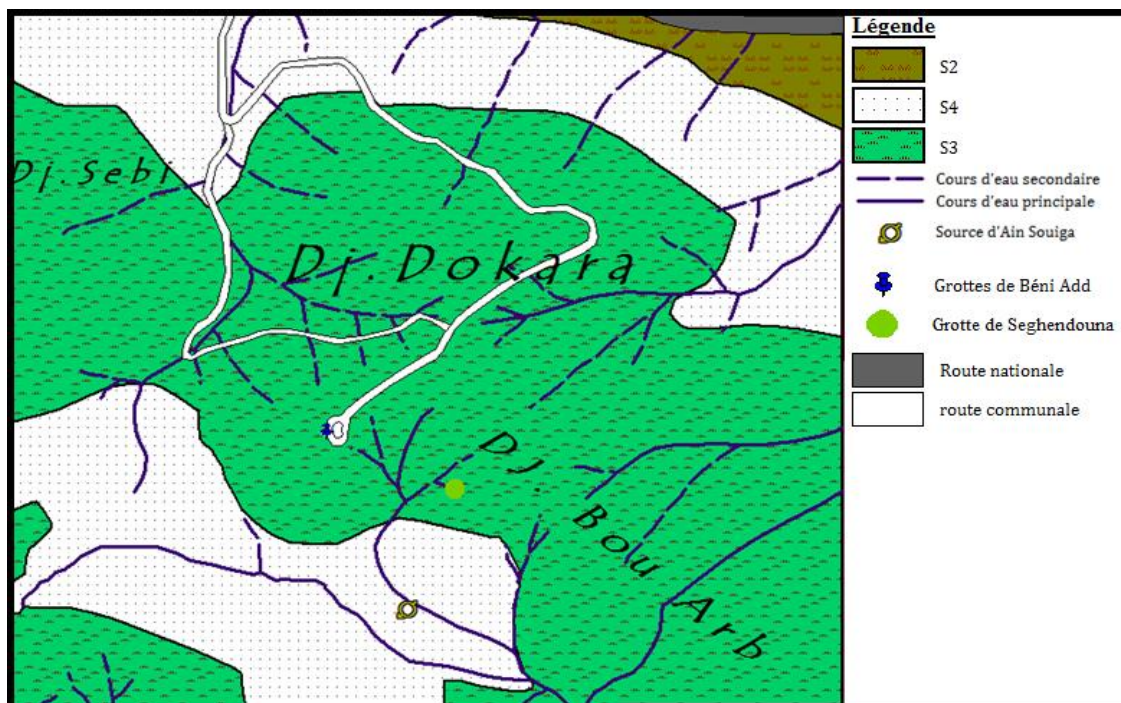 Dj. Sebi
Dj. Dokara
Dj. Bou Arb
Légende
S2
S4
S3
Cours d'eau secondaire
Cours d'eau principale
Source d'Ain Souiga
Grottes de Béni Add
Grotte de Seghendouna
Route nationale
route communale